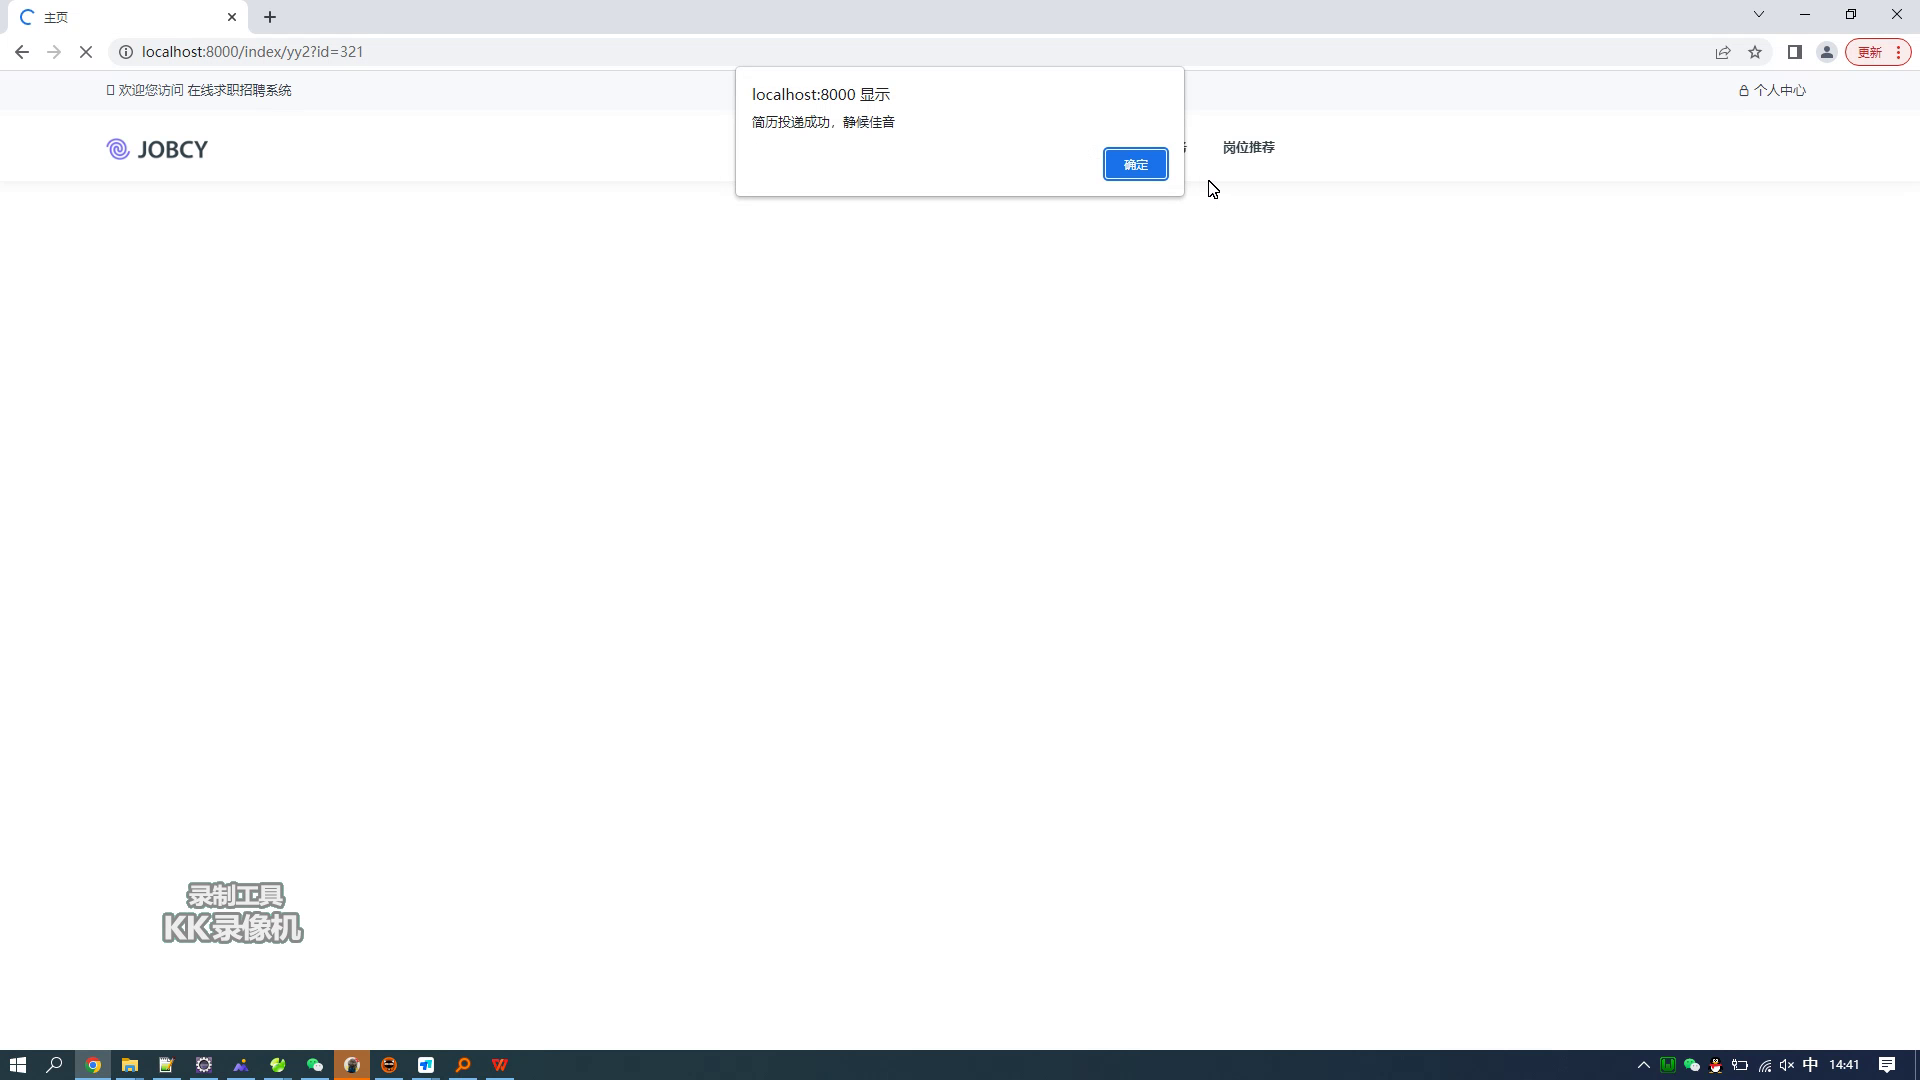 主页
localhost:8000/index/yy2?id=321
更新
欢迎您访问 在线求职招聘系统
个人中心
localhost:8000 显示
简历投递成功，静候佳音
确定
JOBCY
岗位推荐
录制工具
KK录像机
中
14:41